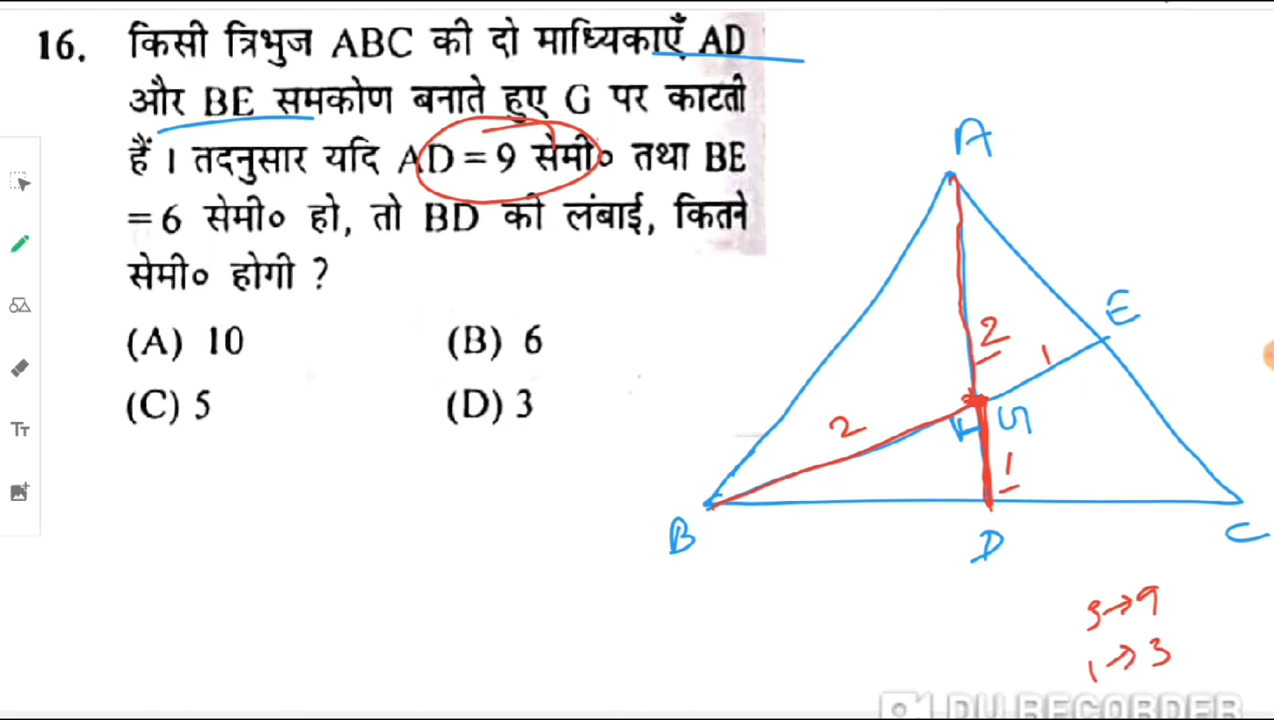 16. किसी त्रिभुज ABC की दो माध्यिकाएँ AD
और BE समकोण बनाते हुए G पर काटती
हैं । तदनुसार यदि AD = 9 सेमी० तथा BE
= 6 सेमी० हो, तो BD की लंबाई, कितने
सेमी० होगी ?
(A) 10 (B) 6
(C) 5 (D) 3
A
E
2 1
2 G
1
B D C
3→9
1→3
Tт
DU RECORDER